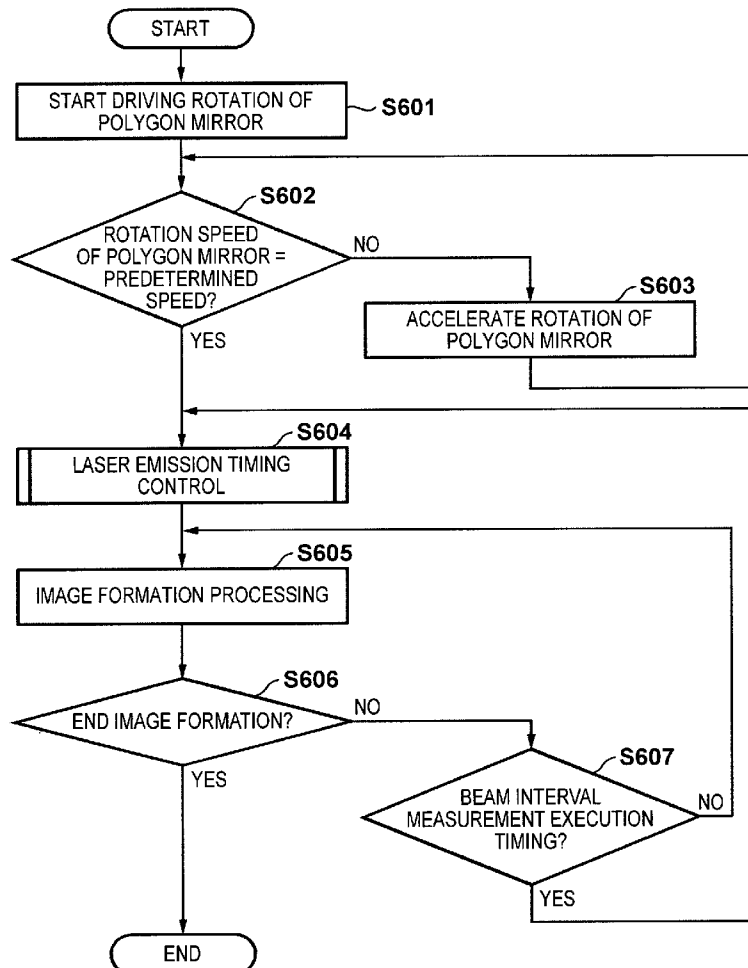 START
START DRIVING ROTATION OF
POLYGON MIRROR
S601
S602
ROTATION SPEED
OF POLYGON MIRROR =
PREDETERMINED
SPEED?
NO
YES
S603
ACCELERATE ROTATION OF
POLYGON MIRROR
S604
LASER EMISSION TIMING
CONTROL
S605
IMAGE FORMATION PROCESSING
S606
END IMAGE FORMATION?
NO
YES
S607
BEAM INTERVAL
MEASUREMENT EXECUTION
TIMING?
NO
YES
END